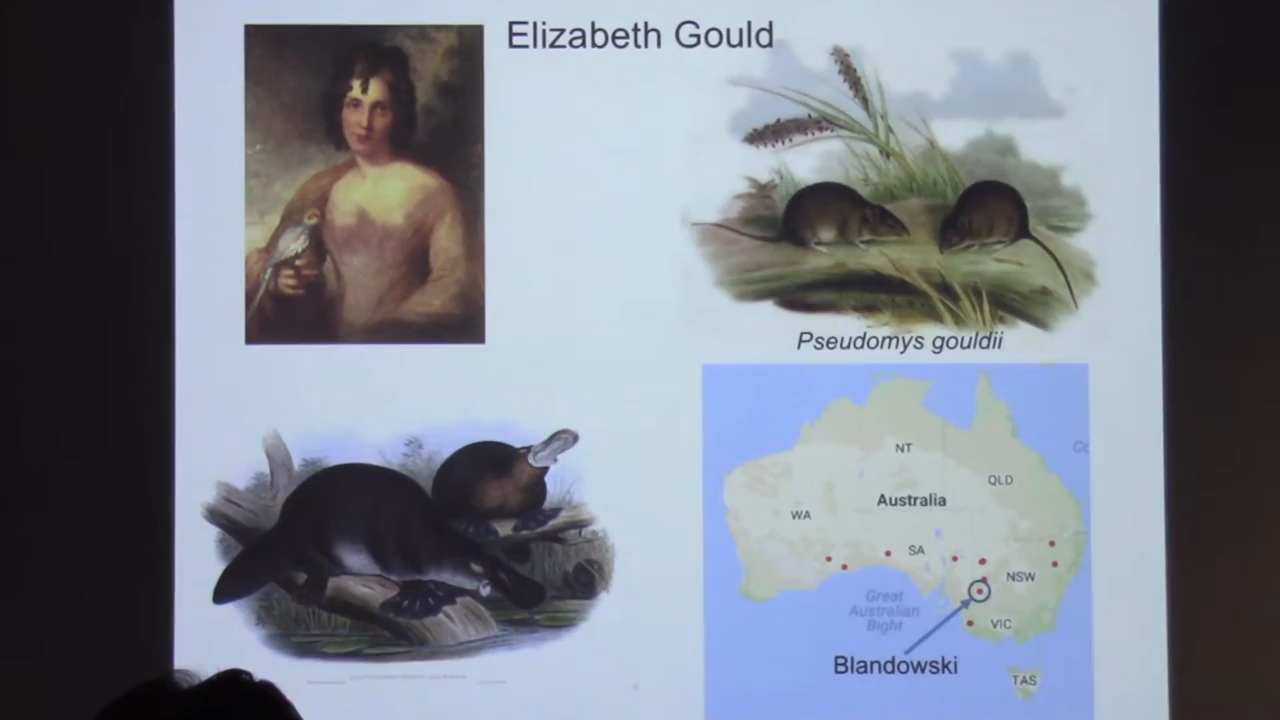 Elizabeth Gould
Pseudomys gouldii
NT
QLD
Australia
WA
SA
NSW
Great
Australian
Bight
VIC
Blandowski
TAS